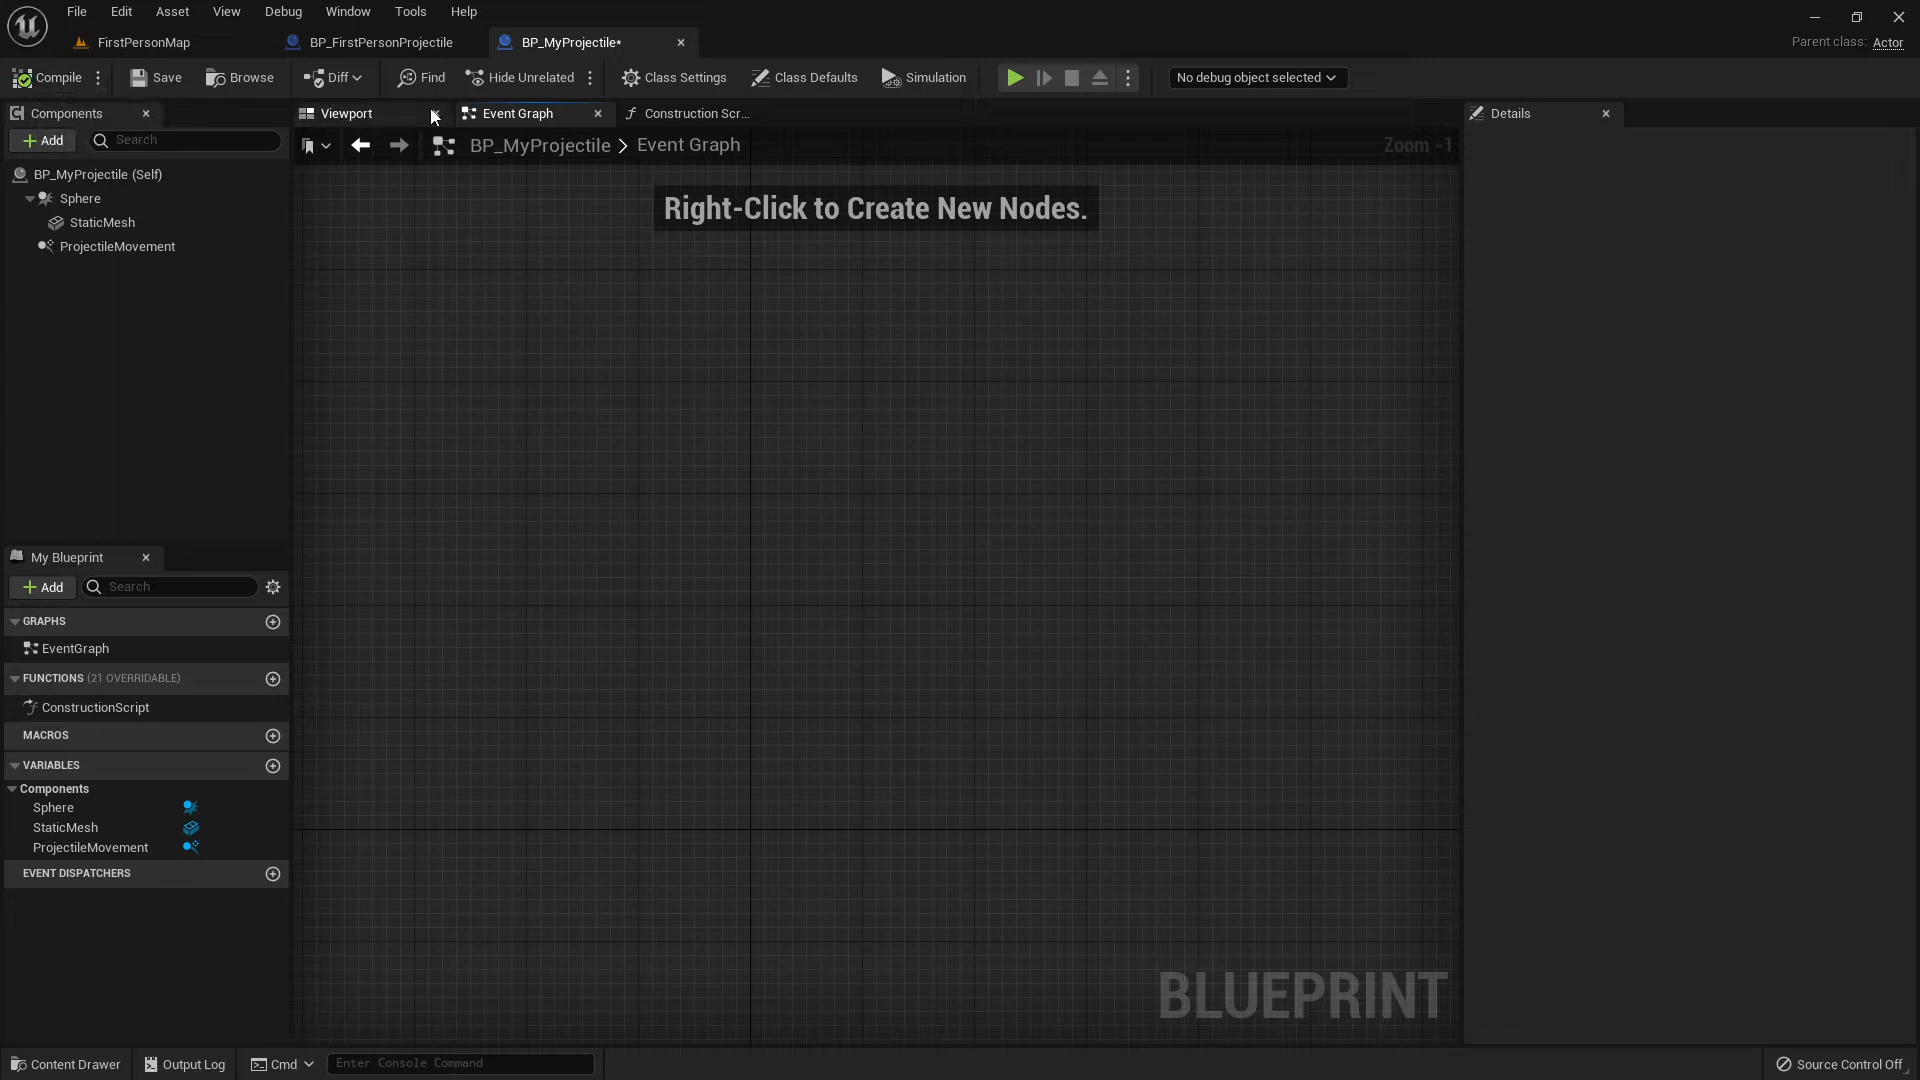 File Edit Asset View Debug Window Tools Help
FirstPersonMap BP_FirstPersonProjectile BP_MyProjectile* Parent class: Actor
Compile Save Browse Diff Find Hide Unrelated Class Settings Class Defaults Simulation No debug object selected
Components Viewport Event Graph Construction Scr... Details
Add Search BP_MyProjectile > Event Graph Zoom -1
BP_MyProjectile (Self)
Sphere
StaticMesh
ProjectileMovement
Right-Click to Create New Nodes.
My Blueprint
Add Search
GRAPHS
EventGraph
FUNCTIONS (21 OVERRIDABLE)
ConstructionScript
MACROS
VARIABLES
Components
Sphere
StaticMesh
ProjectileMovement
EVENT DISPATCHERS
BLUEPRINT
Content Drawer Output Log Cmd Enter Console Command Source Control Off